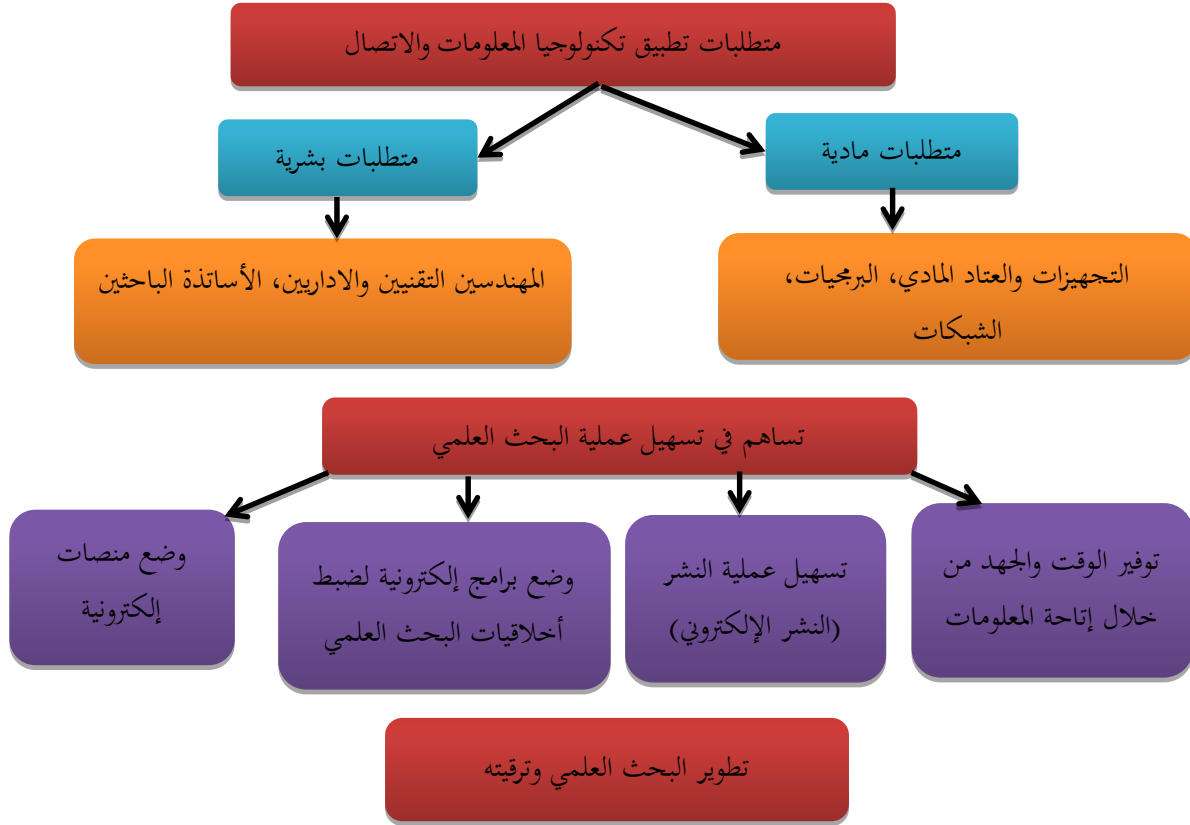 متطلبات تطبيق تكنولوجيا المعلومات والاتصال
متطلبات مادية
متطلبات بشرية
التجهيزات والعتاد المادي، البرمجيات،
الشبكات
المهندسين التقنيين والاداريين، الأساتذة الباحثين
تساهم في تسهيل عملية البحث العلمي
توفير الوقت والجهد من
خلال إتاحة المعلومات
تسهيل عملية النشر
(النشر الإلكتروني)
وضع برامج إلكترونية لضبط
أخلاقيات البحث العلمي
وضع منصات
إلكترونية
تطوير البحث العلمي وترقيته